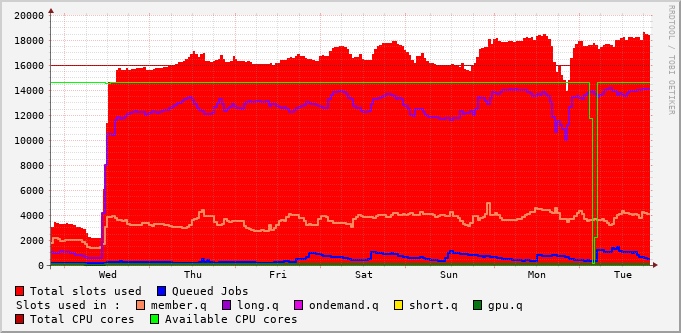 20000
18000
16000
14000
12000
10000
8000
6000
4000
2000
0
Wed Thu Fri Sat Sun Mon Tue
RRDTOOL / TOBI OETIKER
Total slots used Queued Jobs
Slots used in : member.q long.q ondemand.q short.q gpu.q
Total CPU cores Available CPU cores